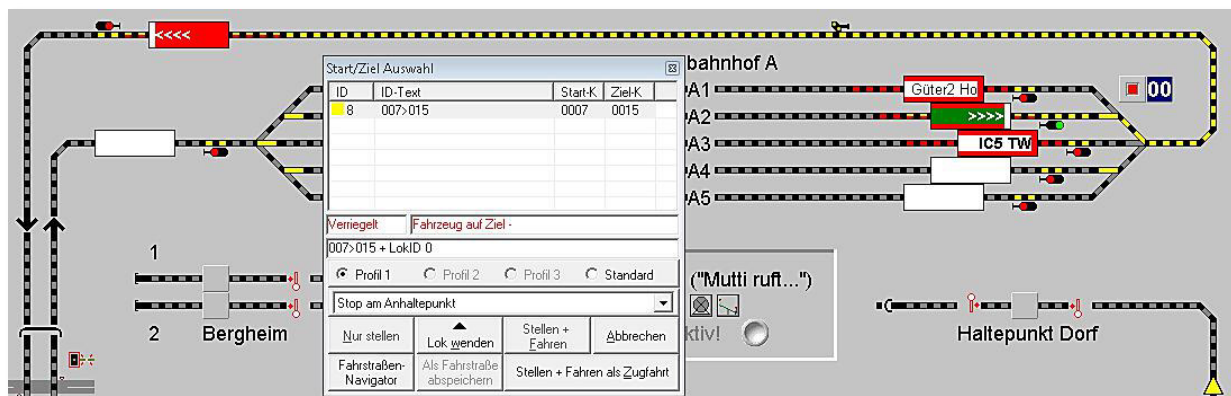 <<<<
Start/Ziel Auswahl
bahnhof A
ID ID-Text Start-K Ziel-K
8 007>015 0007 0015
A1 Güter2 Ho 00
A2 >>>>
A3 IC5 TW
A4
A5
Verriegelt Fahrzeug auf Ziel -
007>015 + LokID 0
1
Profil 1 Profil 2 Profil 3 Standard
("Mutti ruft...")
Stop am Anhaltepunkt
2 Bergheim
Nur stellen Lok wenden Stellen + Fahren Abbrechen
ktiv!
Haltepunkt Dorf
Fahrstraßen-Navigator Als Fahrstraße abspeichern Stellen + Fahren als Zugfahrt